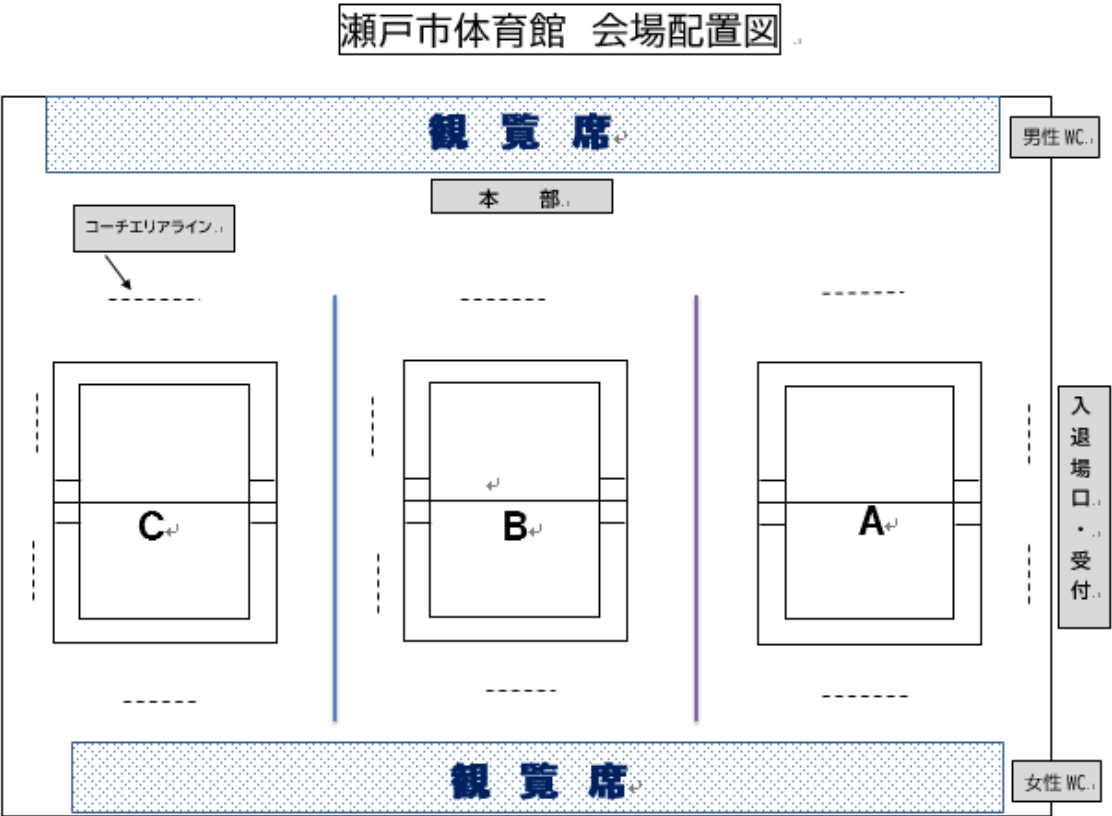 瀬戸市体育館 会場配置図
観 覧 席
男性 WC
本 部
コーチエリアライン
入退場口・受付
C
B
A
観 覧 席
女性 WC